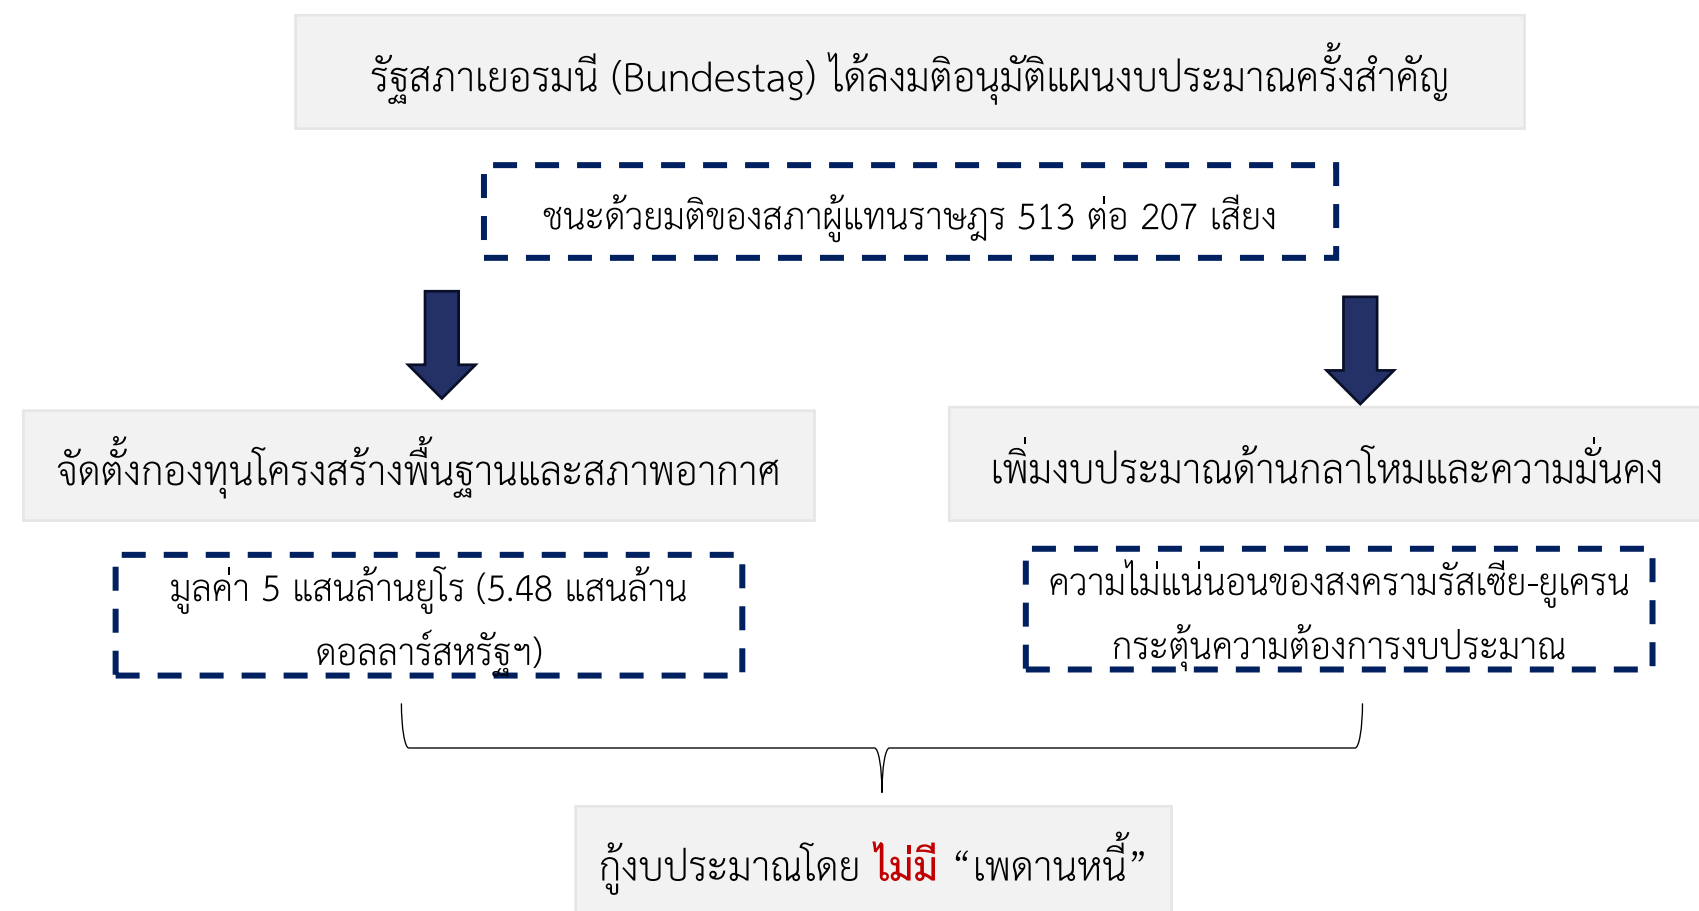 รัฐสภาเยอรมนี (Bundestag) ได้ลงมติอนุมัติแผนงบประมาณครั้งสำคัญ
ชนะด้วยมติของสภาผู้แทนราษฎร 513 ต่อ 207 เสียง
จัดตั้งกองทุนโครงสร้างพื้นฐานและสภาพอากาศ
เพิ่มงบประมาณด้านกลาโหมและความมั่นคง
มูลค่า 5 แสนล้านยูโร (5.48 แสนล้าน
ดอลลาร์สหรัฐฯ)
ความไม่แน่นอนของสงครามรัสเซีย-ยูเครน
กระตุ้นความต้องการงบประมาณ
กู้งบประมาณโดย ไม่มี “เพดานหนี้”